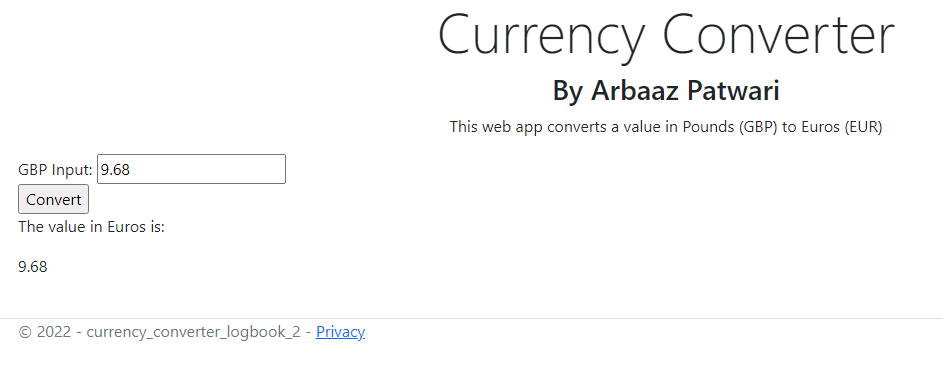 Currency Converter
By Arbaaz Patwari
This web app converts a value in Pounds (GBP) to Euros (EUR)
GBP Input: 9.68
Convert
The value in Euros is:
9.68
© 2022 - currency_converter_logbook_2 - Privacy